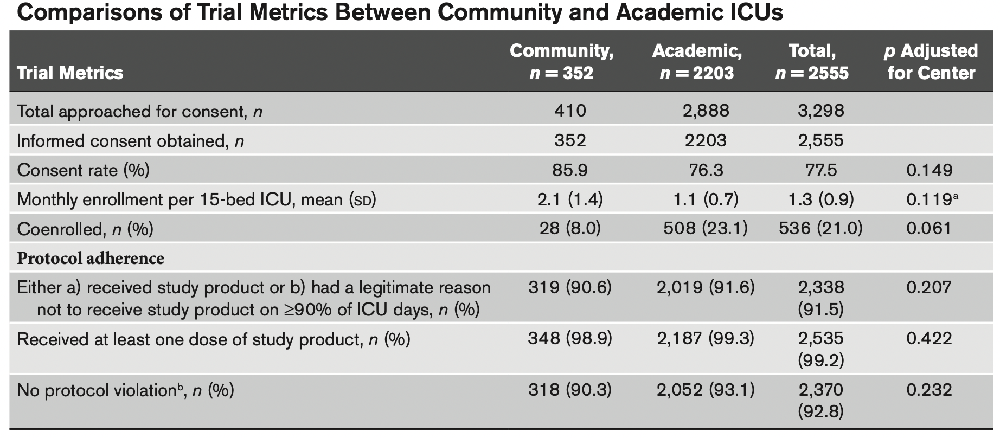 Comparisons of Trial Metrics Between Community and Academic ICUs
Trial Metrics Community, n = 352 Academic, n = 2203 Total, n = 2555 p Adjusted for Center
Total approached for consent, n 410 2,888 3,298
Informed consent obtained, n 352 2203 2,555
Consent rate (%) 85.9 76.3 77.5 0.149
Monthly enrollment per 15-bed ICU, mean (SD) 2.1 (1.4) 1.1 (0.7) 1.3 (0.9) 0.119ᵃ
Coenrolled, n (%) 28 (8.0) 508 (23.1) 536 (21.0) 0.061
Protocol adherence
Either a) received study product or b) had a legitimate reason 319 (90.6) 2,019 (91.6) 2,338 0.207
not to receive study product on ≥90% of ICU days, n (%) (91.5)
Received at least one dose of study product, n (%) 348 (98.9) 2,187 (99.3) 2,535 0.422
(99.2)
No protocol violationᵇ, n (%) 318 (90.3) 2,052 (93.1) 2,370 0.232
(92.8)